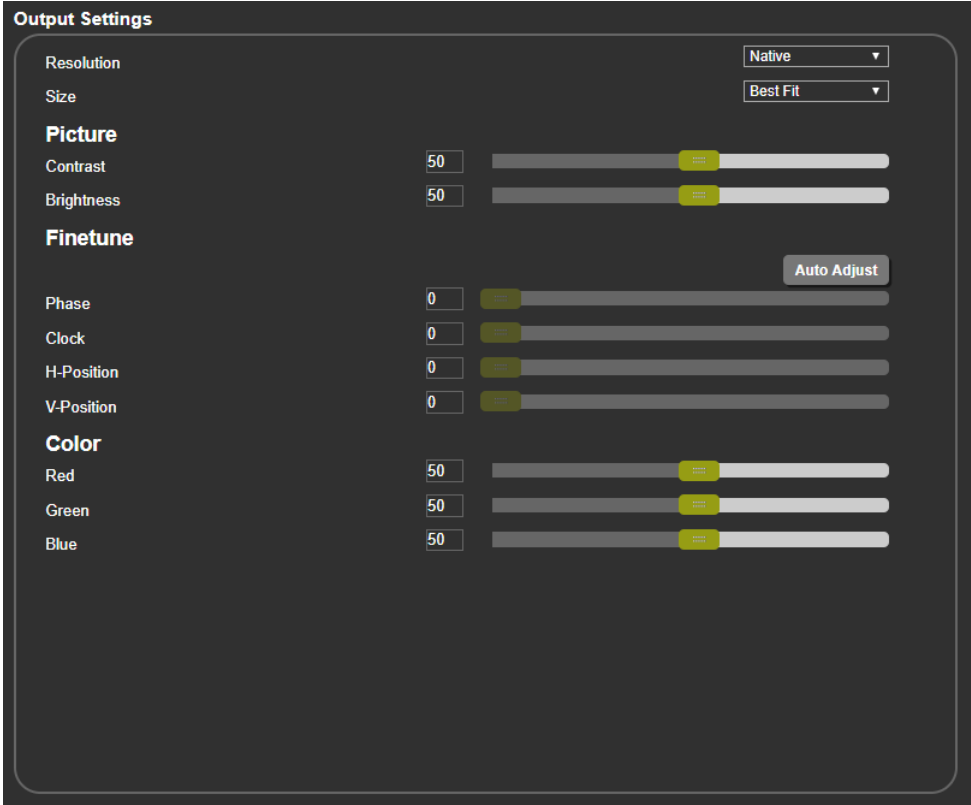 Output Settings
Resolution Native
Size Best Fit
Picture
Contrast 50
Brightness 50
Finetune
Auto Adjust
Phase 0
Clock 0
H-Position 0
V-Position 0
Color
Red 50
Green 50
Blue 50